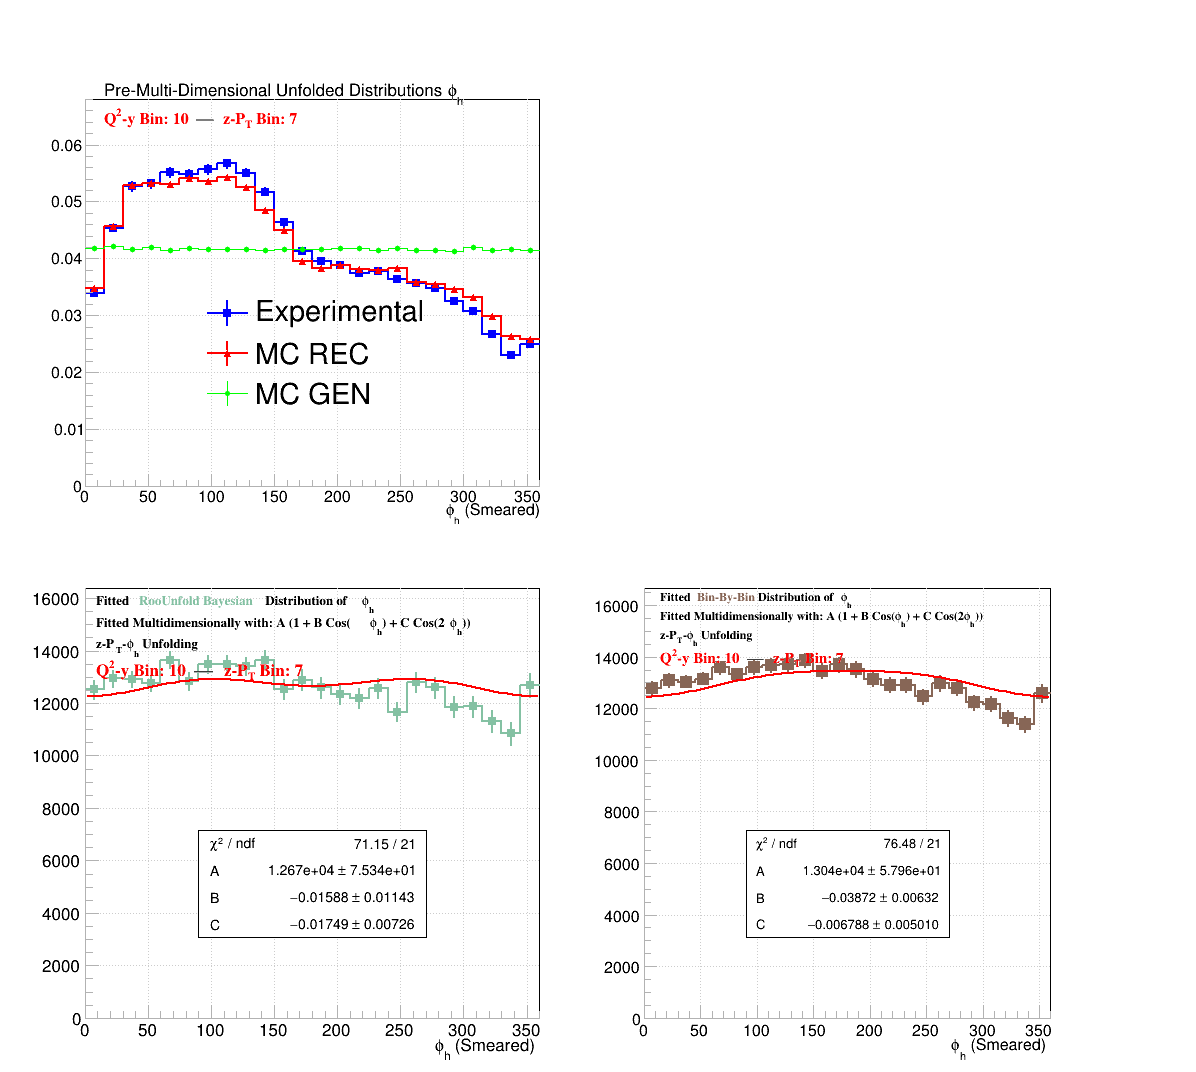 Pre-Multi-Dimensional Unfolded Distributions ϕh
Q2-y Bin: 10 — z-PT Bin: 7
0.06
0.05
0.04
0.03
0.02
0.01
0
Experimental
MC REC
MC GEN
0 50 100 150 200 250 300 350
ϕh (Smeared)
Fitted RooUnfold Bayesian Distribution of ϕh
Fitted Multidimensionally with: A (1 + B Cos( ϕh) + C Cos(2 ϕh))
z-PT-ϕh Unfolding
Q2-y Bin: 10 — z-PT Bin: 7
16000
14000
12000
10000
8000
6000
4000
2000
0
χ2 / ndf 71.15 / 21
A 1.267e+04 ± 7.534e+01
B −0.01588 ± 0.01143
C −0.01749 ± 0.00726
0 50 100 150 200 250 300 350
ϕh (Smeared)
Fitted Bin-By-Bin Distribution of ϕh
Fitted Multidimensionally with: A (1 + B Cos(ϕh) + C Cos(2ϕh))
z-PT-ϕh Unfolding
Q2-y Bin: 10 — z-PT Bin: 7
16000
14000
12000
10000
8000
6000
4000
2000
0
χ2 / ndf 76.48 / 21
A 1.304e+04 ± 5.796e+01
B −0.03872 ± 0.00632
C −0.006788 ± 0.005010
0 50 100 150 200 250 300 350
ϕh (Smeared)